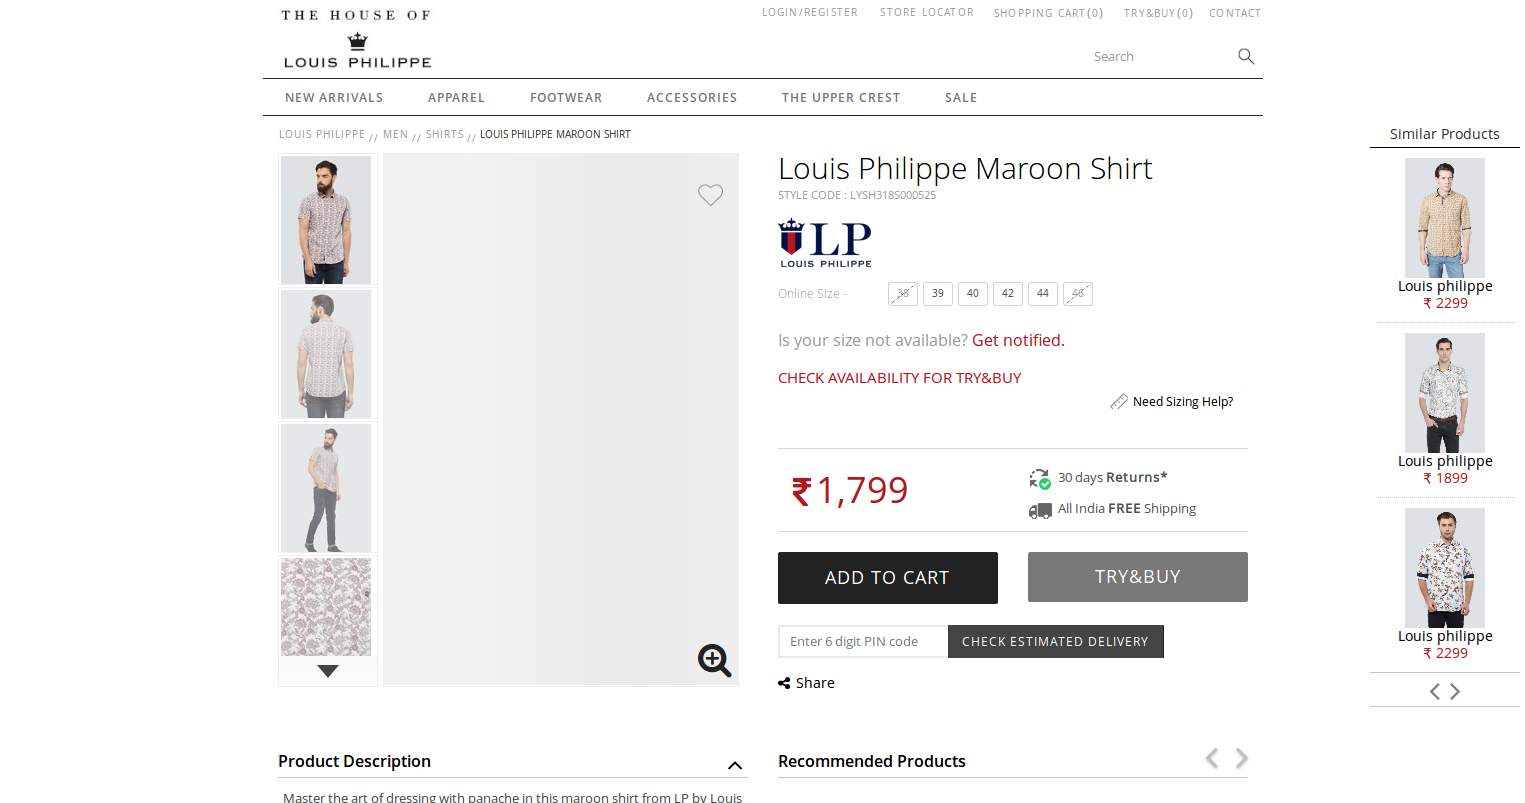 THE HOUSE OF
LOUIS PHILIPPE
LOGIN/REGISTER STORE LOCATOR SHOPPING CART(0) TRY&BUY(0) CONTACT
Search
NEW ARRIVALS APPAREL FOOTWEAR ACCESSORIES THE UPPER CREST SALE
LOUIS PHILIPPE // MEN // SHIRTS // LOUIS PHILIPPE MAROON SHIRT
Louis Philippe Maroon Shirt
STYLE CODE : LYSH318S000525
LP
LOUIS PHILIPPE
Online Size - 38 39 40 42 44 46
Is your size not available? Get notified.
CHECK AVAILABILITY FOR TRY&BUY
Need Sizing Help?
₹1,799
30 days Returns*
All India FREE Shipping
ADD TO CART TRY&BUY
Enter 6 digit PIN code CHECK ESTIMATED DELIVERY
Share
Similar Products
Louis philippe
₹ 2299
Louis philippe
₹ 1899
Louis philippe
₹ 2299
Product Description
Master the art of dressing with panache in this maroon shirt from LP by Louis
Recommended Products